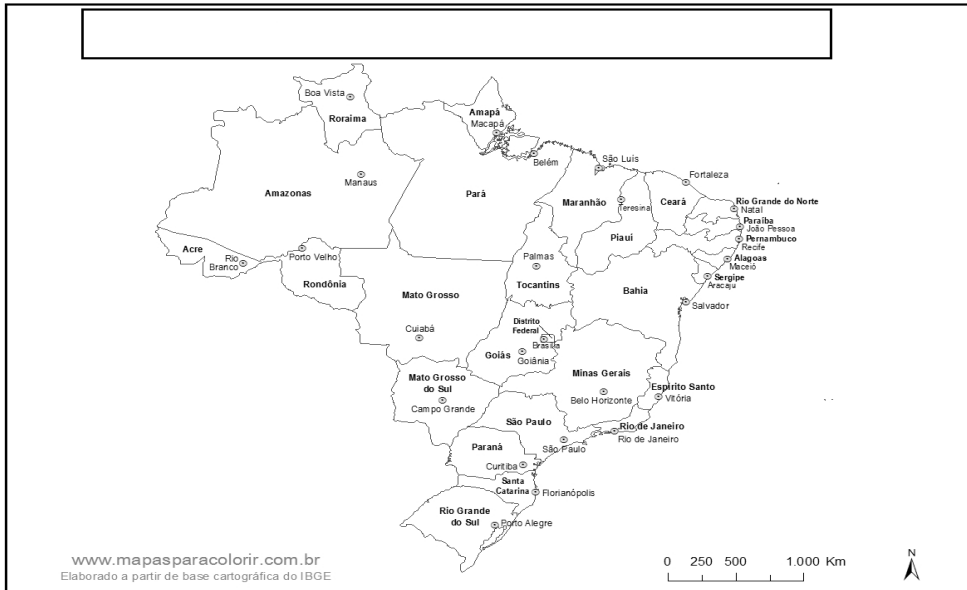 Boa Vista
Roraima
Amapá
Macapá
Belém
São Luis
Fortaleza
Amazonas
Manaus
Pará
Maranhão
Teresina
Ceará
Rio Grande do Norte
Natal
Paraíba
João Pessoa
Pernambuco
Recife
Piauí
Acre
Rio
Branco
Porto Velho
Rondônia
Palmas
Tocantins
Alagoas
Maceió
Sergipe
Aracaju
Bahia
Salvador
Mato Grosso
Cuiabá
Distrito
Federal
Brasília
Goiás
Goiânia
Mato Grosso
do Sul
Campo Grande
Minas Gerais
Belo Horizonte
Espírito Santo
Vitória
São Paulo
São Paulo
Rio de Janeiro
Rio de Janeiro
Paraná
Curitiba
Santa
Catarina
Florianópolis
Rio Grande
do Sul
Porto Alegre
www.mapasparacolorir.com.br
Elaborado a partir de base cartográfica do IBGE
0 250 500 1.000 Km
N